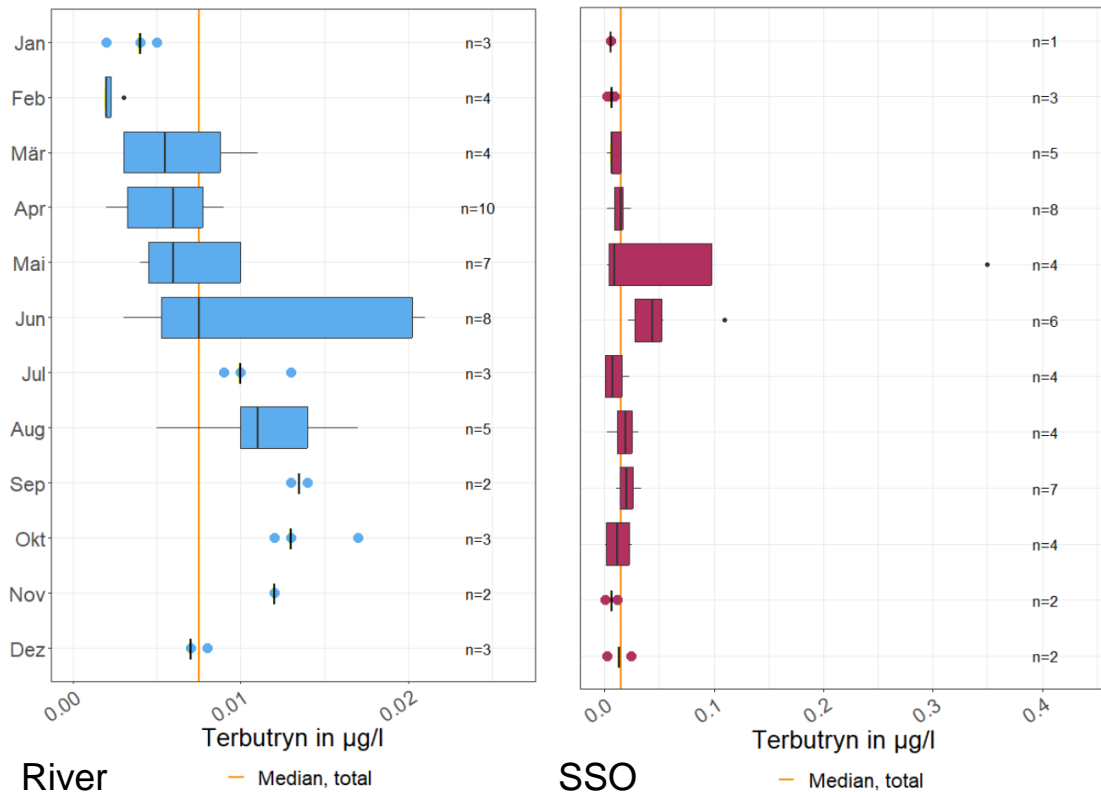 Jan
Feb
Mär
Apr
Mai
Jun
Jul
Aug
Sep
Okt
Nov
Dez
n=3
n=4
n=4
n=10
n=7
n=8
n=3
n=5
n=2
n=3
n=2
n=3
0.00
0.01
0.02
Terbutryn in µg/l
River
Median, total
n=1
n=3
n=5
n=8
n=4
n=6
n=4
n=4
n=7
n=4
n=2
n=2
0.0
0.1
0.2
0.3
0.4
Terbutryn in µg/l
SSO
Median, total